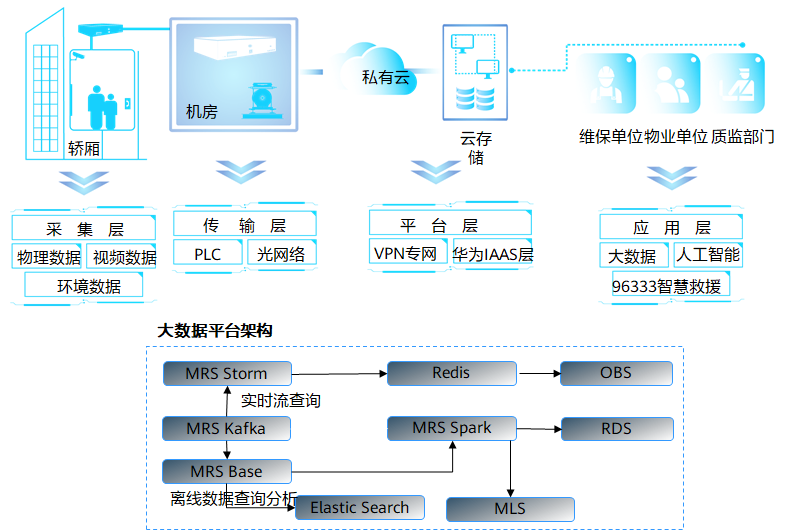 轿厢
机房
私有云
云存
储
维保单位 物业单位 质监部门
采 集 层
物理数据 视频数据
环境数据
传 输 层
PLC 光网络
平 台 层
VPN专网 华为IAAS层
应 用 层
大数据 人工智能
96333智慧救援
大数据平台架构
MRS Storm Redis OBS
实时流查询
MRS Kafka MRS Spark RDS
MRS Base
离线数据查询分析
Elastic Search MLS